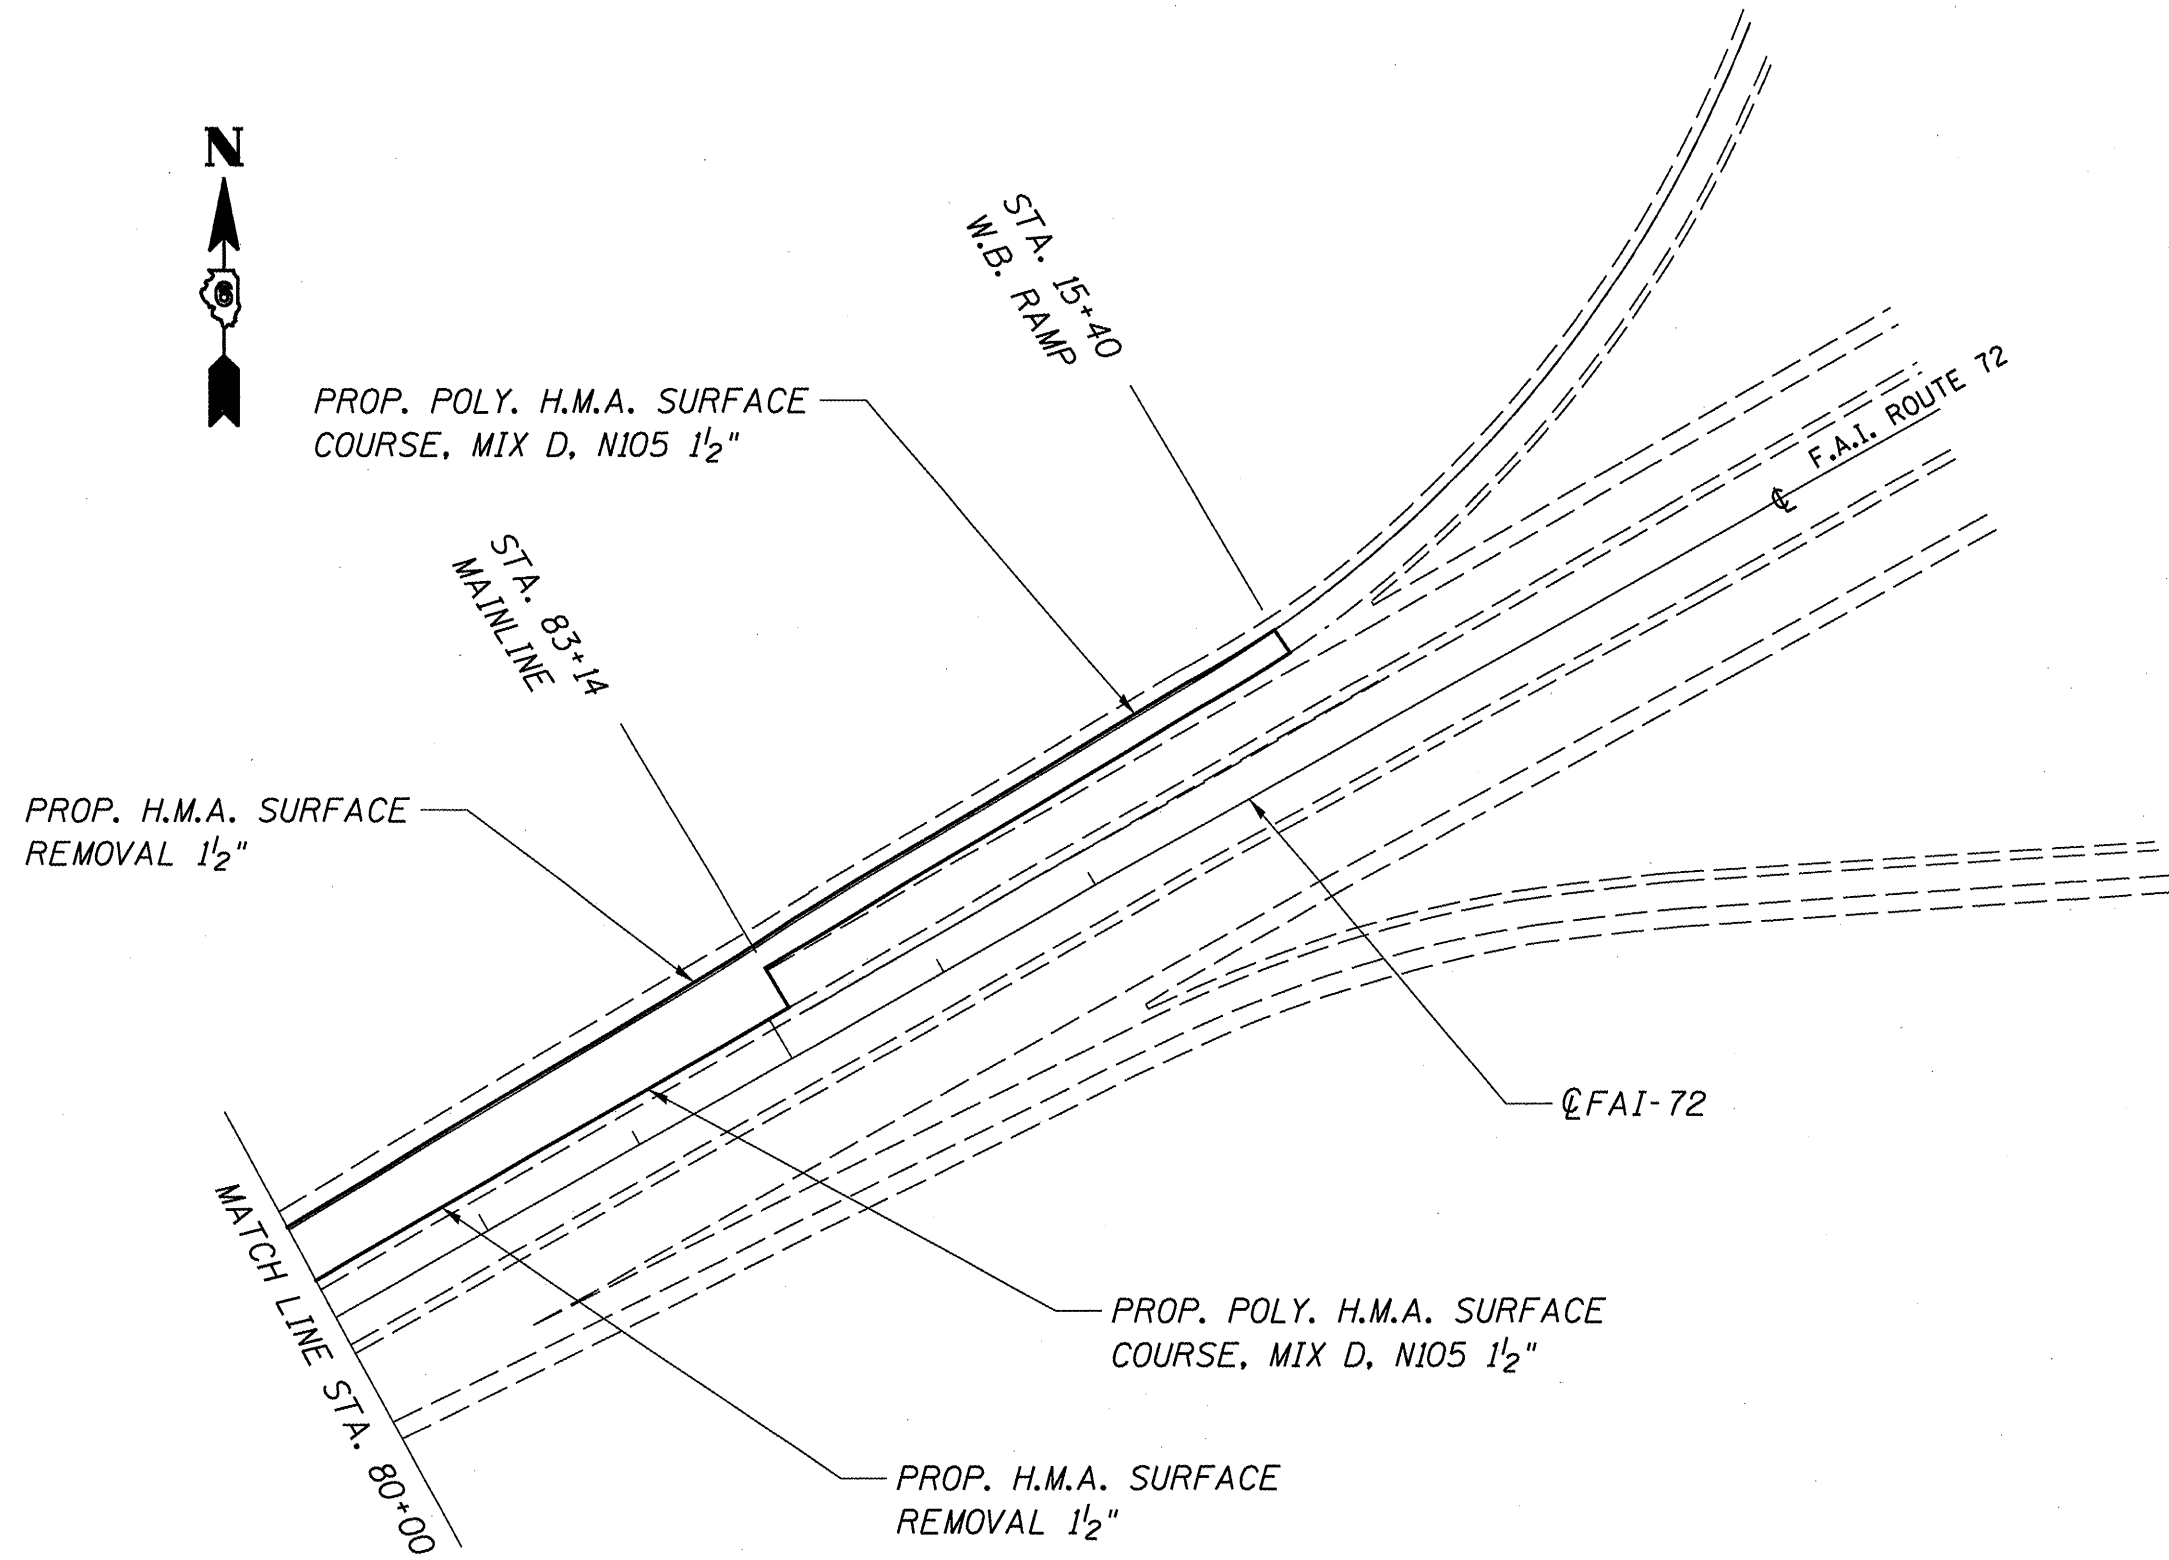 N
6
STA. 15+40
W.B. RAMP
PROP. POLY. H.M.A. SURFACE
COURSE, MIX D, N105 1½"
F.A.I. ROUTE 72
℄
STA. 83+14
MAINLINE
PROP. H.M.A. SURFACE
REMOVAL 1½"
℄ FAI-72
MATCH LINE STA. 80+00
PROP. POLY. H.M.A. SURFACE
COURSE, MIX D, N105 1½"
PROP. H.M.A. SURFACE
REMOVAL 1½"